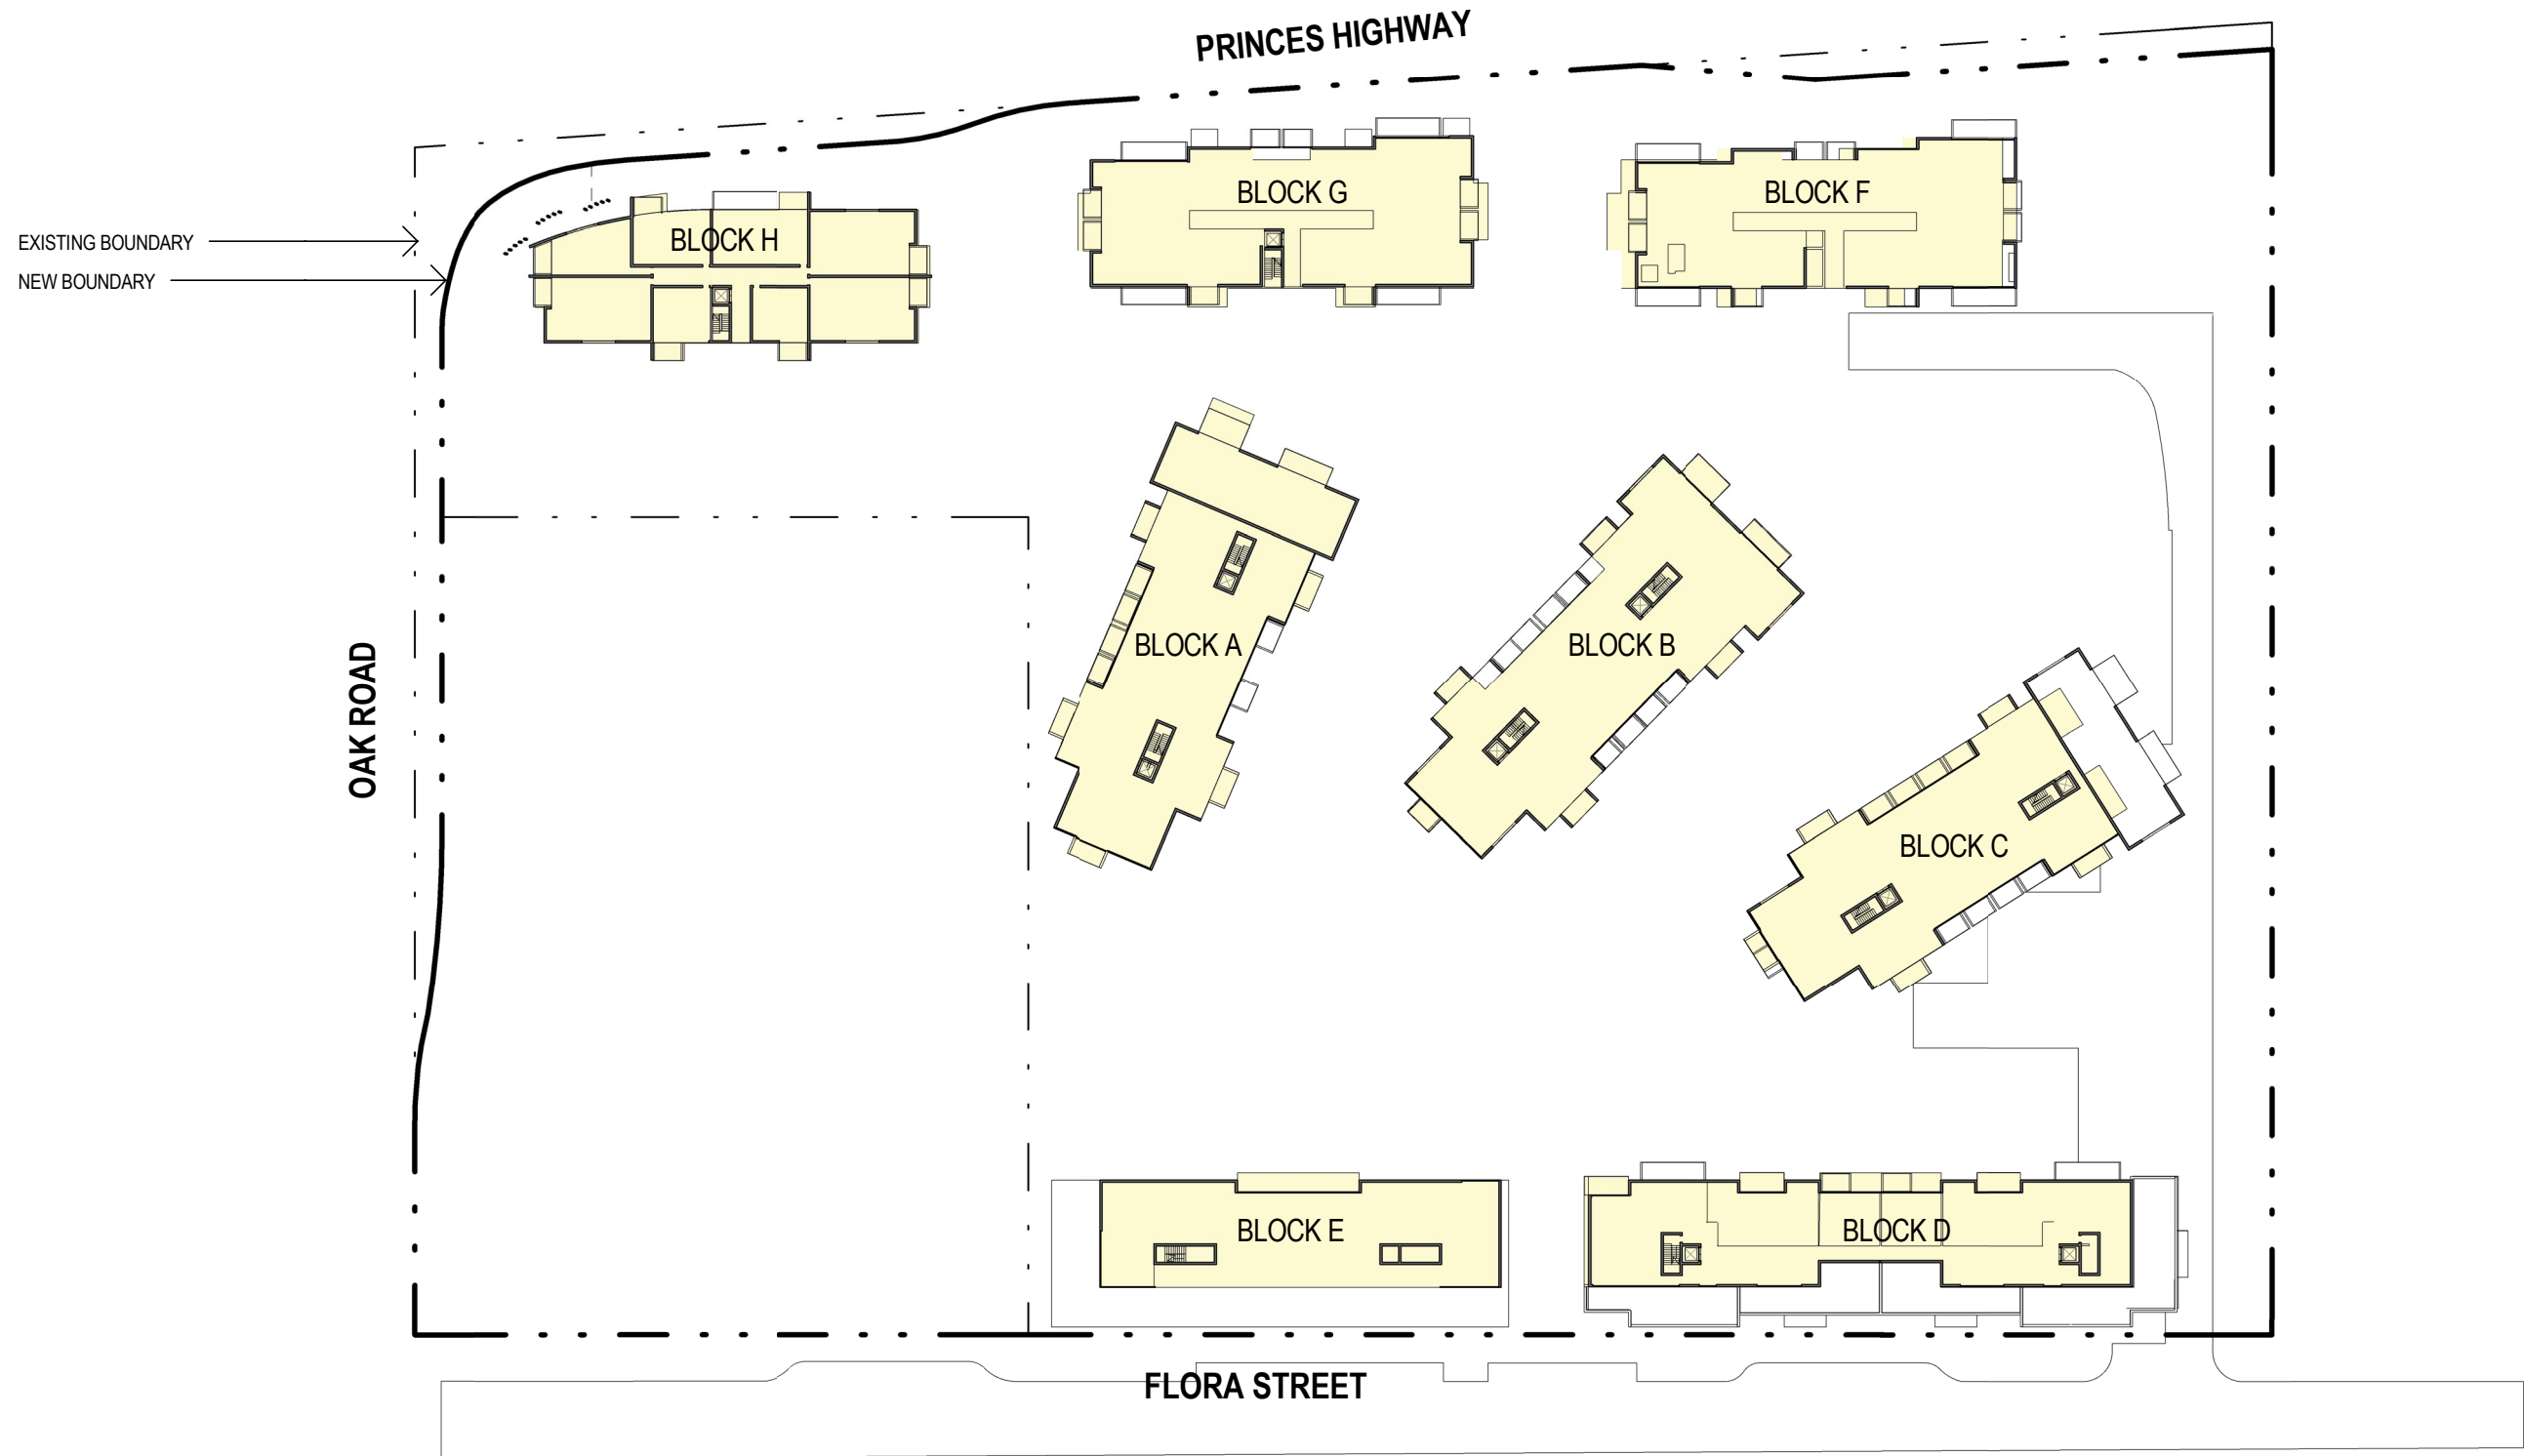 PRINCES HIGHWAY
BLOCK G
BLOCK F
EXISTING BOUNDARY
BLOCK H
NEW BOUNDARY
BLOCK A
BLOCK B
OAK ROAD
BLOCK C
BLOCK E
BLOCK D
FLORA STREET